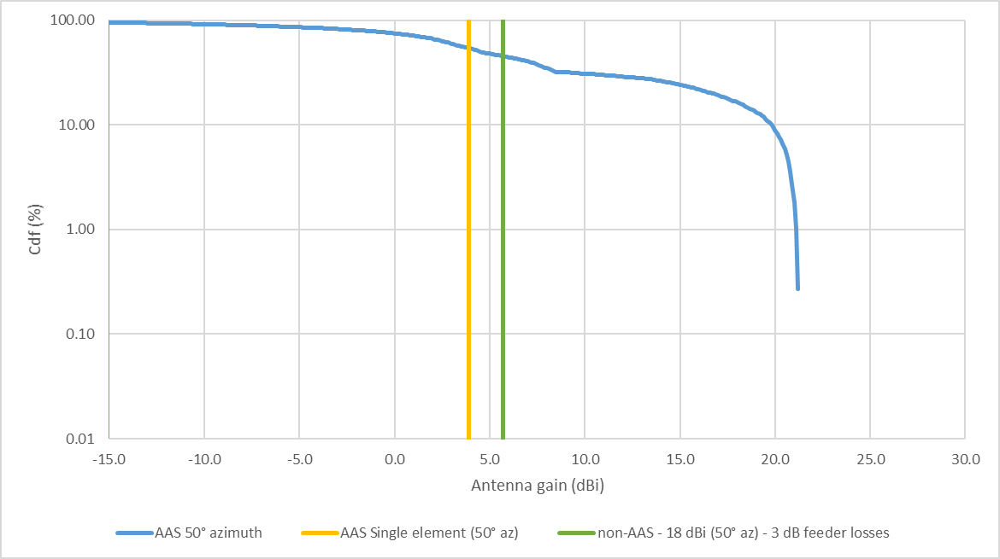 100.00
10.00
1.00
0.10
0.01
Cdf (%)
-15.0 -10.0 -5.0 0.0 5.0 10.0 15.0 20.0 25.0 30.0
Antenna gain (dBi)
AAS 50° azimuth AAS Single element (50° az) non-AAS - 18 dBi (50° az) - 3 dB feeder losses